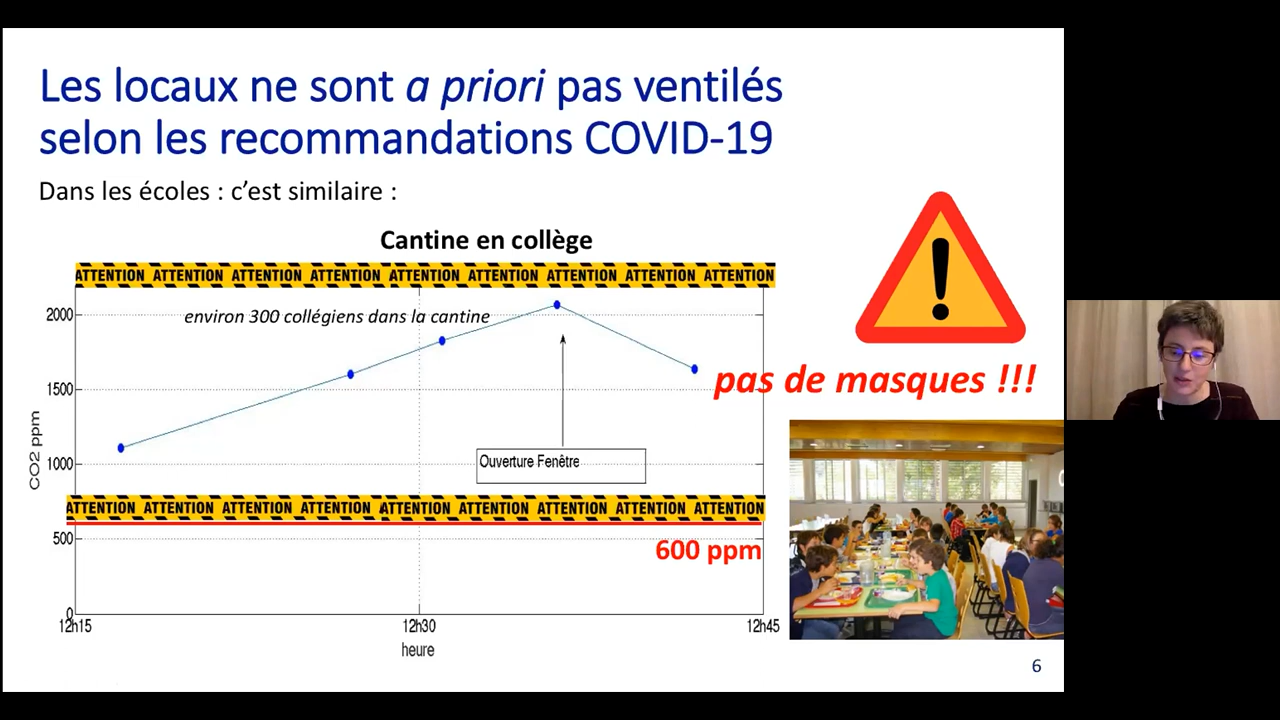 Les locaux ne sont a priori pas ventilés
selon les recommandations COVID-19
Dans les écoles : c’est similaire :
Cantine en collège
ATTENTION ATTENTION ATTENTION ATTENTION ATTENTION ATTENTION ATTENTION ATTENTION ATTENTION
2000
environ 300 collégiens dans la cantine
pas de masques !!!
1500
CO2 ppm
Ouverture Fenêtre
1000
ATTENTION ATTENTION ATTENTION ATTENTION ATTENTION ATTENTION ATTENTION ATTENTION ATTENTION
500
600 ppm
0
12h15
12h30
12h45
heure
6